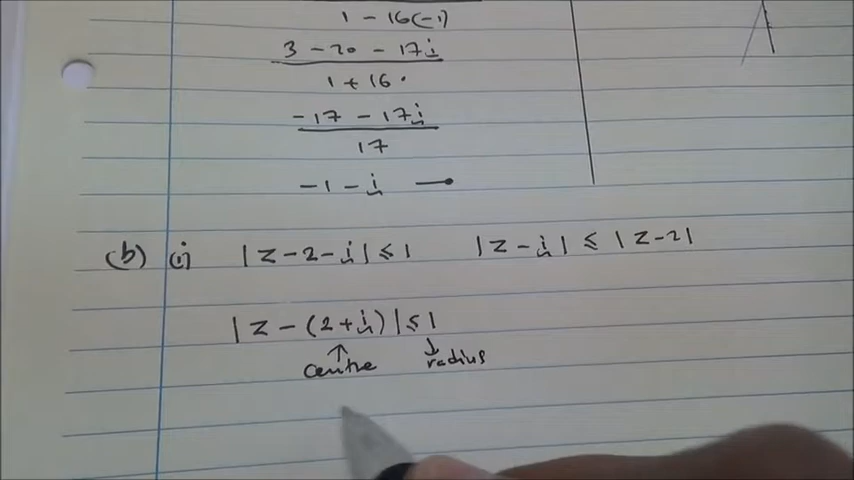 1 - 16(-1)
3 - 20 - 17i
1 + 16
-17 - 17i
17
-1 - i
(b) (i) |z-2-i| ≤ 1 |z-i| ≤ |z-2|
|z - (2+i)| ≤ 1
↑ ↓
centre radius